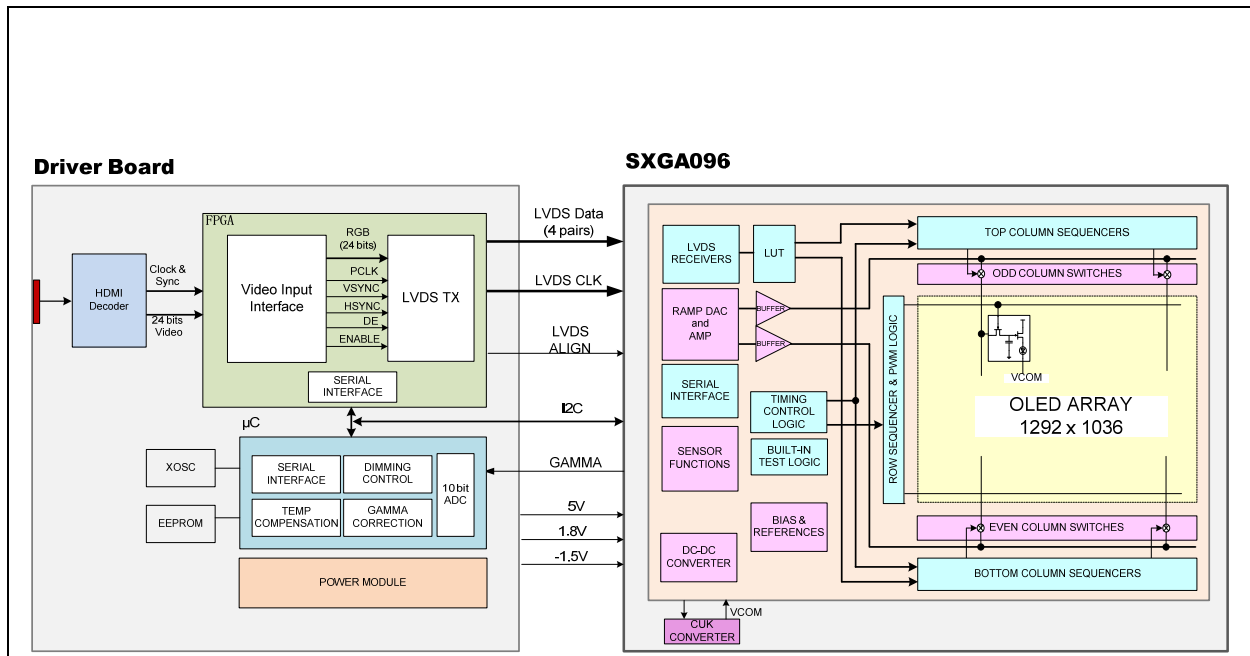 Driver Board
SXGA096
FPGA
HDMI
Decoder
Clock &
Sync
24 bits
Video
Video Input
Interface
RGB
(24 bits)
PCLK
VSYNC
HSYNC
DE
ENABLE
LVDS TX
SERIAL
INTERFACE
µC
XOSC
EEPROM
SERIAL
INTERFACE
DIMMING
CONTROL
TEMP
COMPENSATION
GAMMA
CORRECTION
10 bit
ADC
POWER MODULE
LVDS Data
(4 pairs)
LVDS CLK
LVDS
ALIGN
I2C
GAMMA
5V
1.8V
-1.5V
LVDS
RECEIVERS
LUT
RAMP DAC
and
AMP
BUFFER
BUFFER
SERIAL
INTERFACE
TIMING
CONTROL
LOGIC
SENSOR
FUNCTIONS
BUILT-IN
TEST LOGIC
BIAS &
REFERENCES
DC-DC
CONVERTER
VCOM
CUK
CONVERTER
TOP COLUMN SEQUENCERS
ODD COLUMN SWITCHES
ROW SEQUENCER & PWM LOGIC
VCOM
OLED ARRAY
1292 x 1036
EVEN COLUMN SWITCHES
BOTTOM COLUMN SEQUENCERS